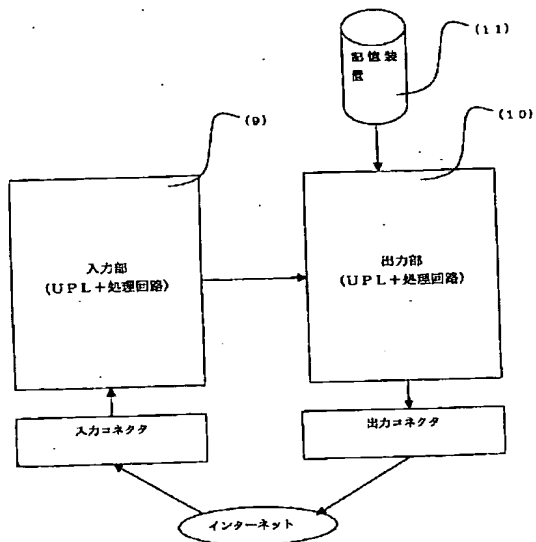 (11)
記憶装
置
(9)
(10)
入力部
(UPL+処理回路)
出力部
(UPL+処理回路)
入力コネクタ
出力コネクタ
インターネット